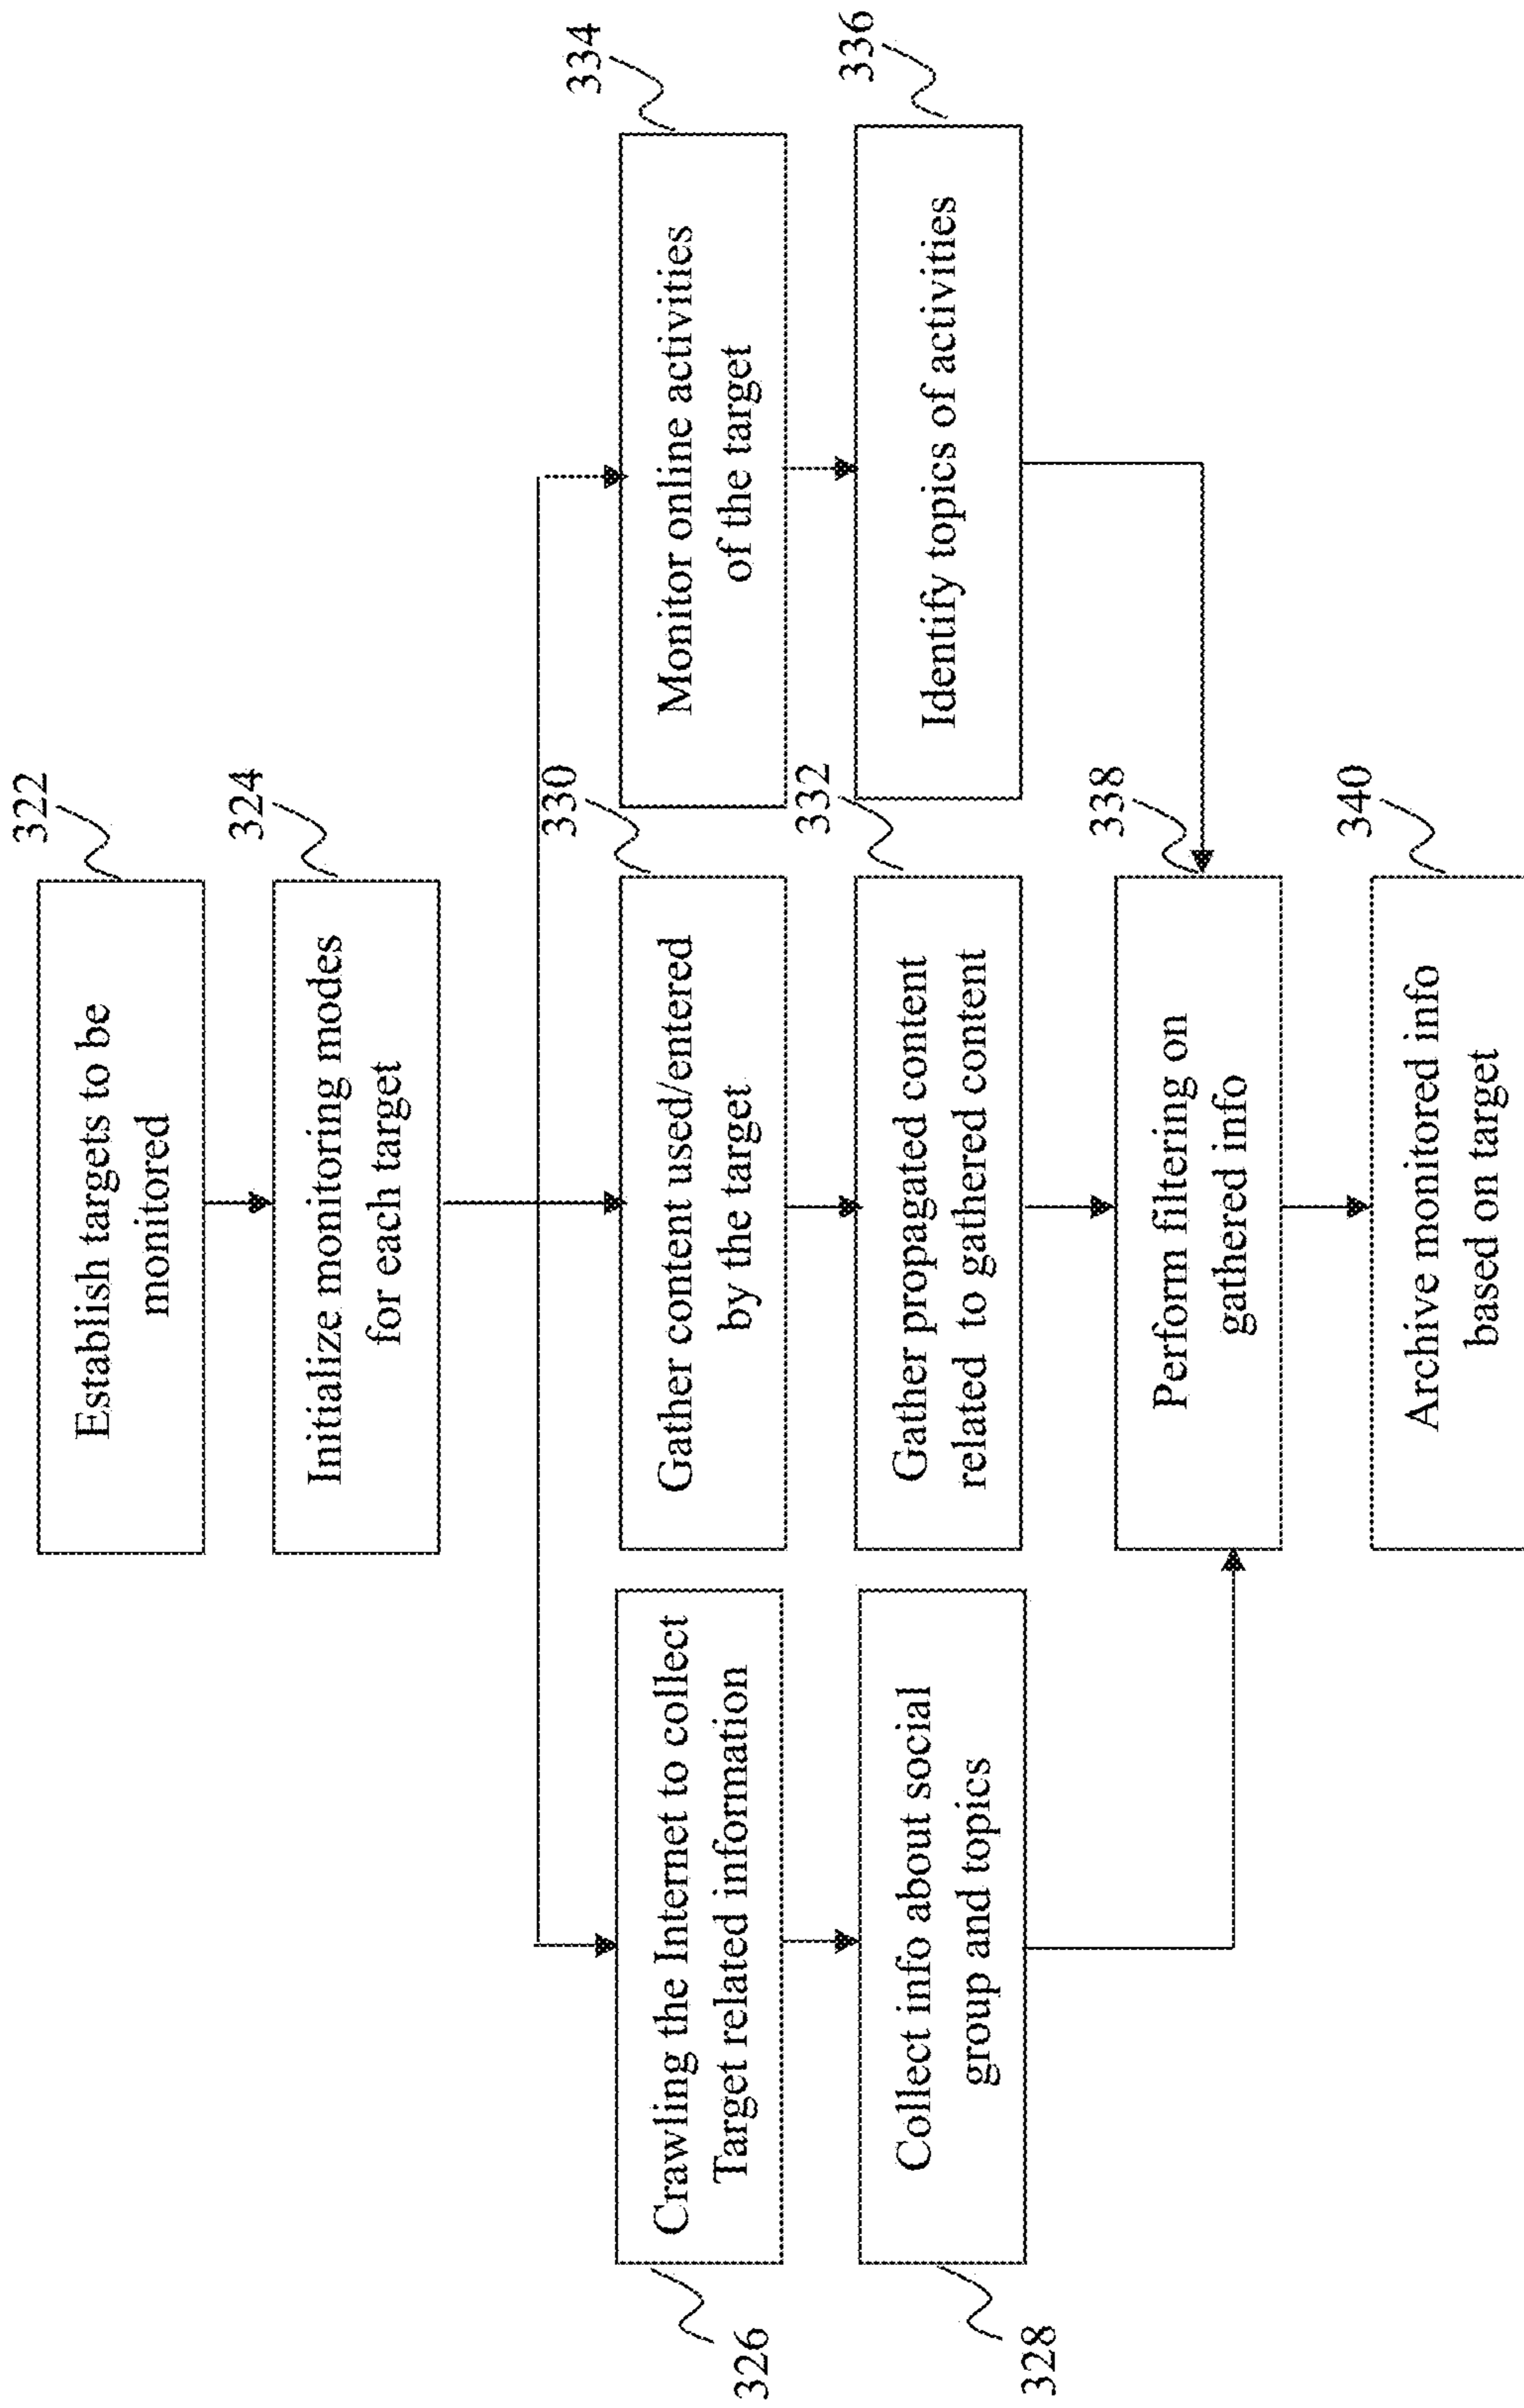 322
Establish targets to be
monitored
324
Initialize monitoring modes
for each target
326
Crawling the Internet to collect
Target related information
330
Gather content used/entered
by the target
334
Monitor online activities
of the target
328
Collect info about social
group and topics
332
Gather propagated content
related to gathered content
336
Identify topics of activities
338
Perform filtering on
gathered info
340
Archive monitored info
based on target